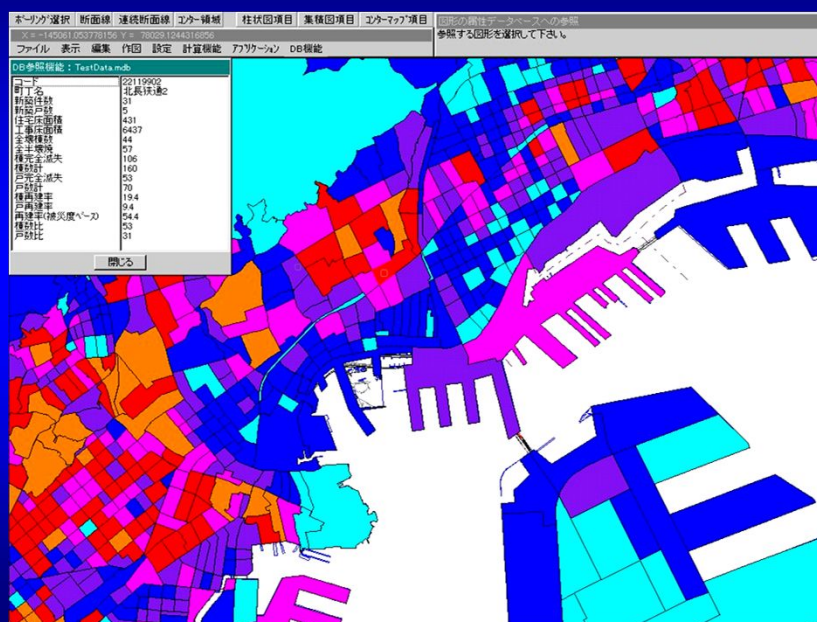 ボーリング選択 断面線 連続断面線 コンター領域 柱状図項目 集積図項目 コンターマップ項目
図形の属性データベースへの参照
X = -145061.053778156 Y = 78029.1244316856
参照する図形を選択して下さい。
ファイル 表示 編集 作図 設定 計算機能 アプリケーション DB機能
DB参照機能：TestData.mdb
コード 22119902
町丁名 北長狭通2
新築件数 31
新築戸数 5
住宅床面積 431
工事床面積 6437
全壊棟数 44
全半壊焼 57
棟完全滅失 106
棟数計 160
戸完全滅失 53
戸数計 70
棟再建率 19.4
戸再建率 9.4
再建率(被災度ベース) 54.4
棟数比 53
戸数比 31
閉じる